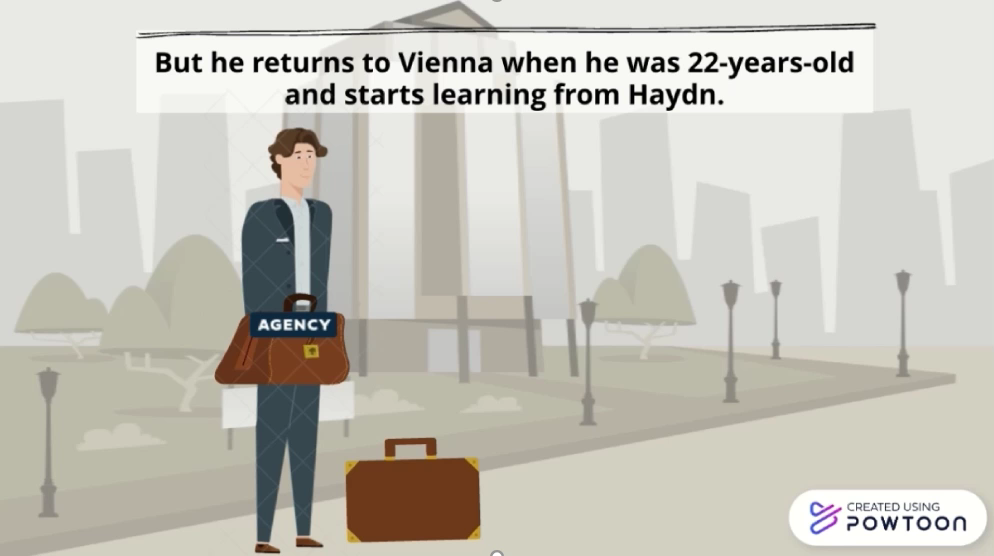 But he returns to Vienna when he was 22-years-old
and starts learning from Haydn.
AGENCY
CREATED USING
POWTOON